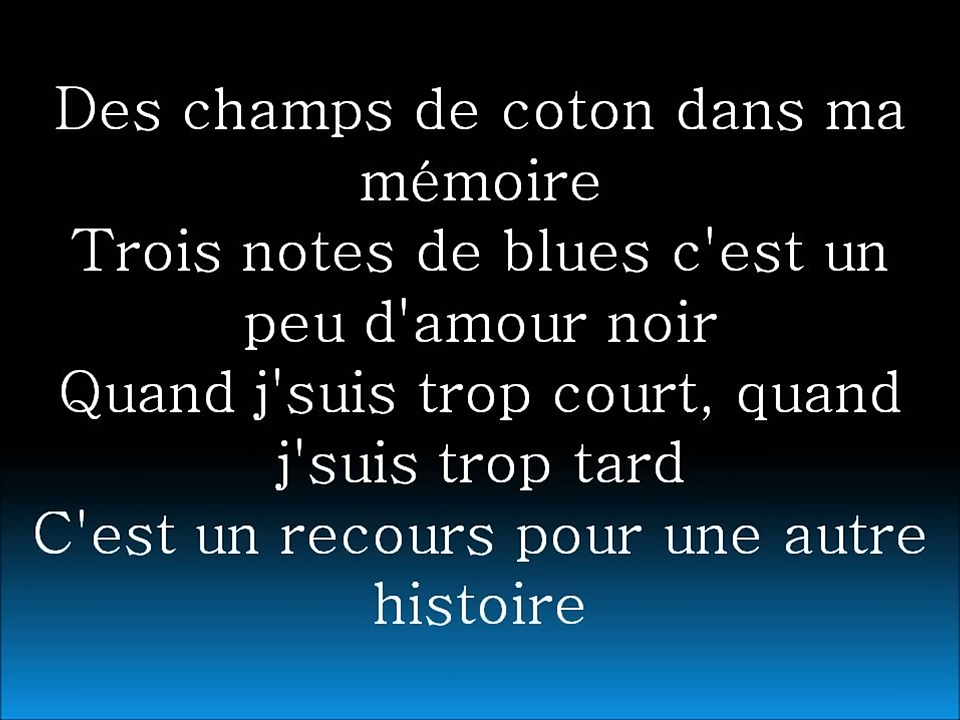 Des champs de coton dans ma
mémoire
Trois notes de blues c'est un
peu d'amour noir
Quand j'suis trop court, quand
j'suis trop tard
C'est un recours pour une autre
histoire